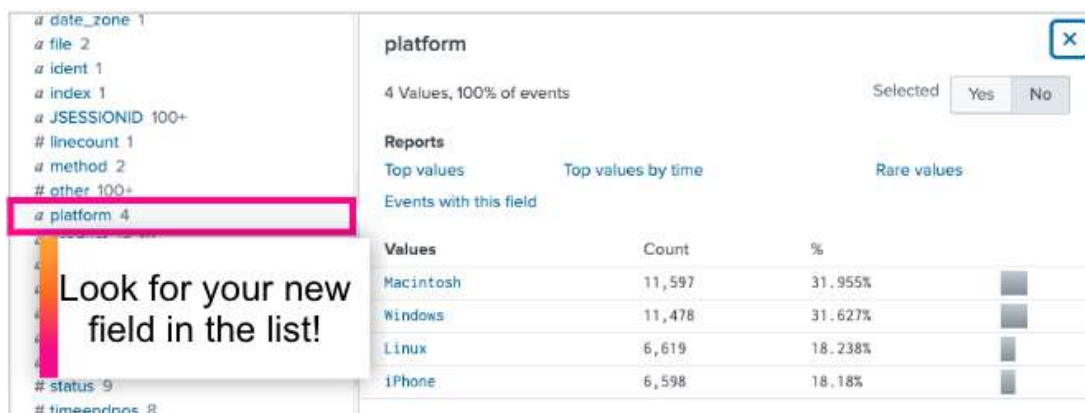 a date_zone 1
a file 2
a ident 1
a index 1
a JSESSIONID 100+
# linecount 1
a method 2
# other 100+
a platform 4
Look for your new
field in the list!
# status 9
# timeendpos 8
platform
4 Values, 100% of events
Selected Yes No
Reports
Top values Top values by time Rare values
Events with this field
Values Count %
Macintosh 11,597 31.955%
Windows 11,478 31.627%
Linux 6,619 18.238%
iPhone 6,598 18.18%